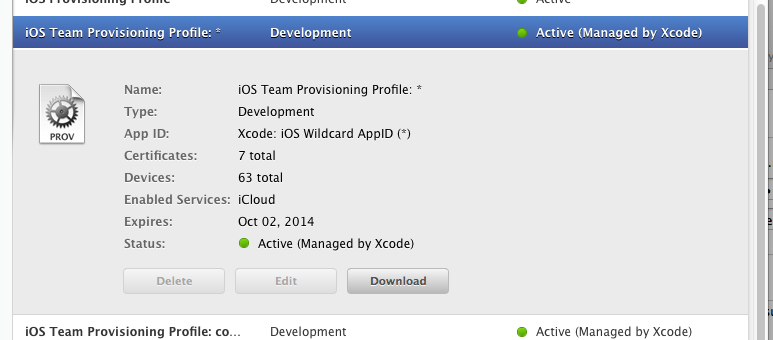 iOS Provisioning Profile Development Active
iOS Team Provisioning Profile: * Development Active (Managed by Xcode)
PROV
Name: iOS Team Provisioning Profile: *
Type: Development
App ID: Xcode: iOS Wildcard AppID (*)
Certificates: 7 total
Devices: 63 total
Enabled Services: iCloud
Expires: Oct 02, 2014
Status: Active (Managed by Xcode)
Delete Edit Download
iOS Team Provisioning Profile: co... Development Active (Managed by Xcode)